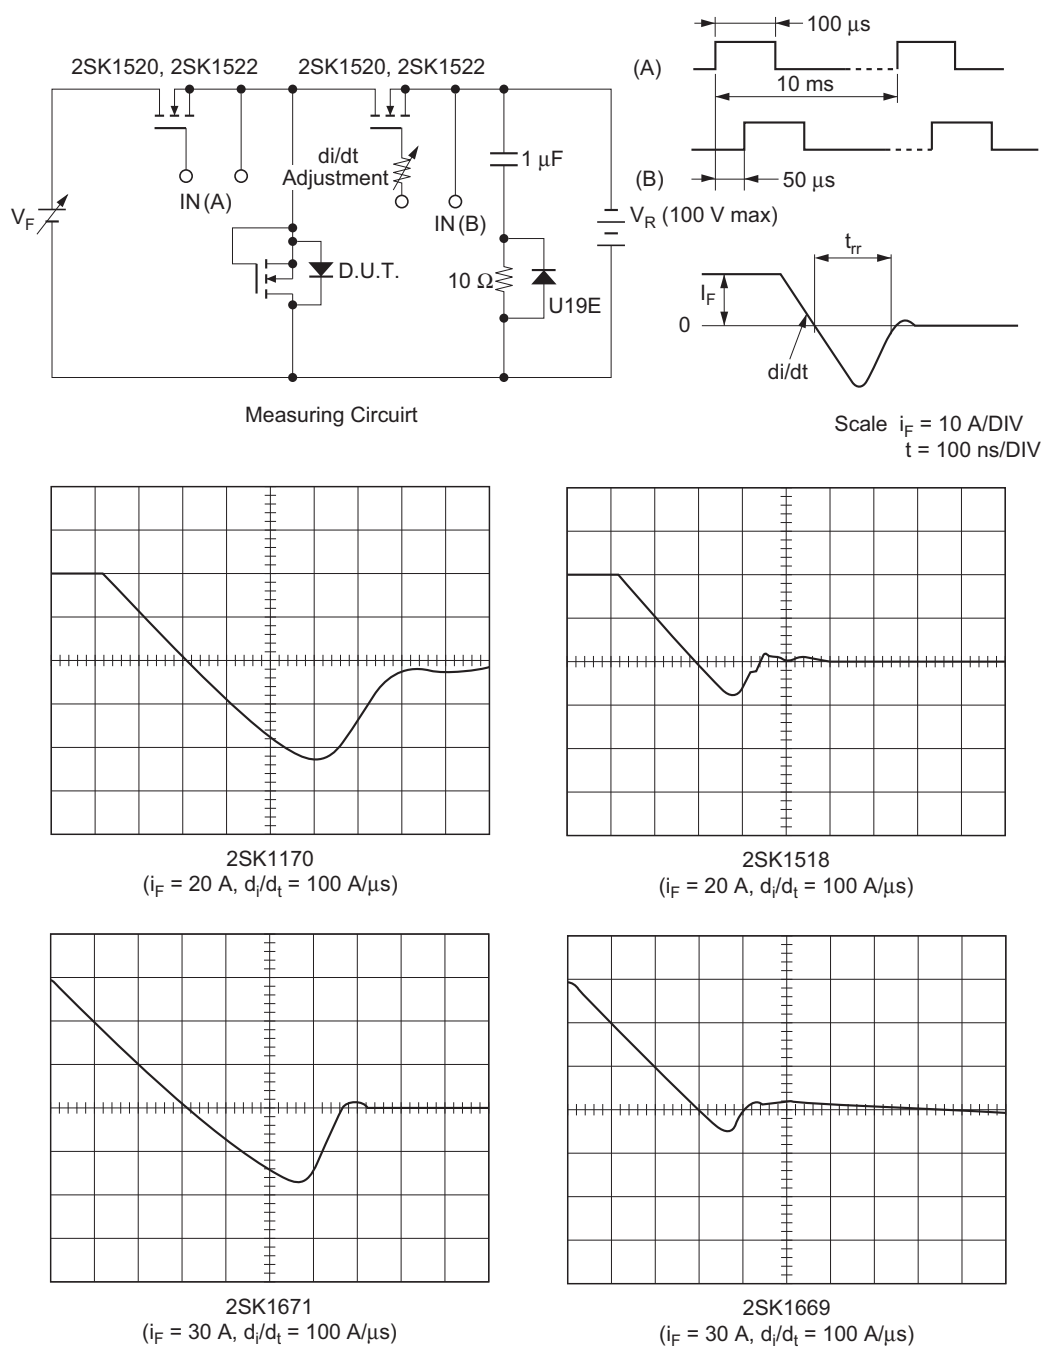 2SK1520, 2SK1522
2SK1520, 2SK1522
di/dt
Adjustment
IN (A)
IN (B)
1 μF
V_F
V_R (100 V max)
D.U.T.
10 Ω
U19E
Measuring Circuirt
100 μs
(A)
10 ms
(B)
50 μs
t_rr
I_F
0
di/dt
Scale i_F = 10 A/DIV
t = 100 ns/DIV
2SK1170
(i_F = 20 A, d_i/d_t = 100 A/μs)
2SK1518
(i_F = 20 A, d_i/d_t = 100 A/μs)
2SK1671
(i_F = 30 A, d_i/d_t = 100 A/μs)
2SK1669
(i_F = 30 A, d_i/d_t = 100 A/μs)